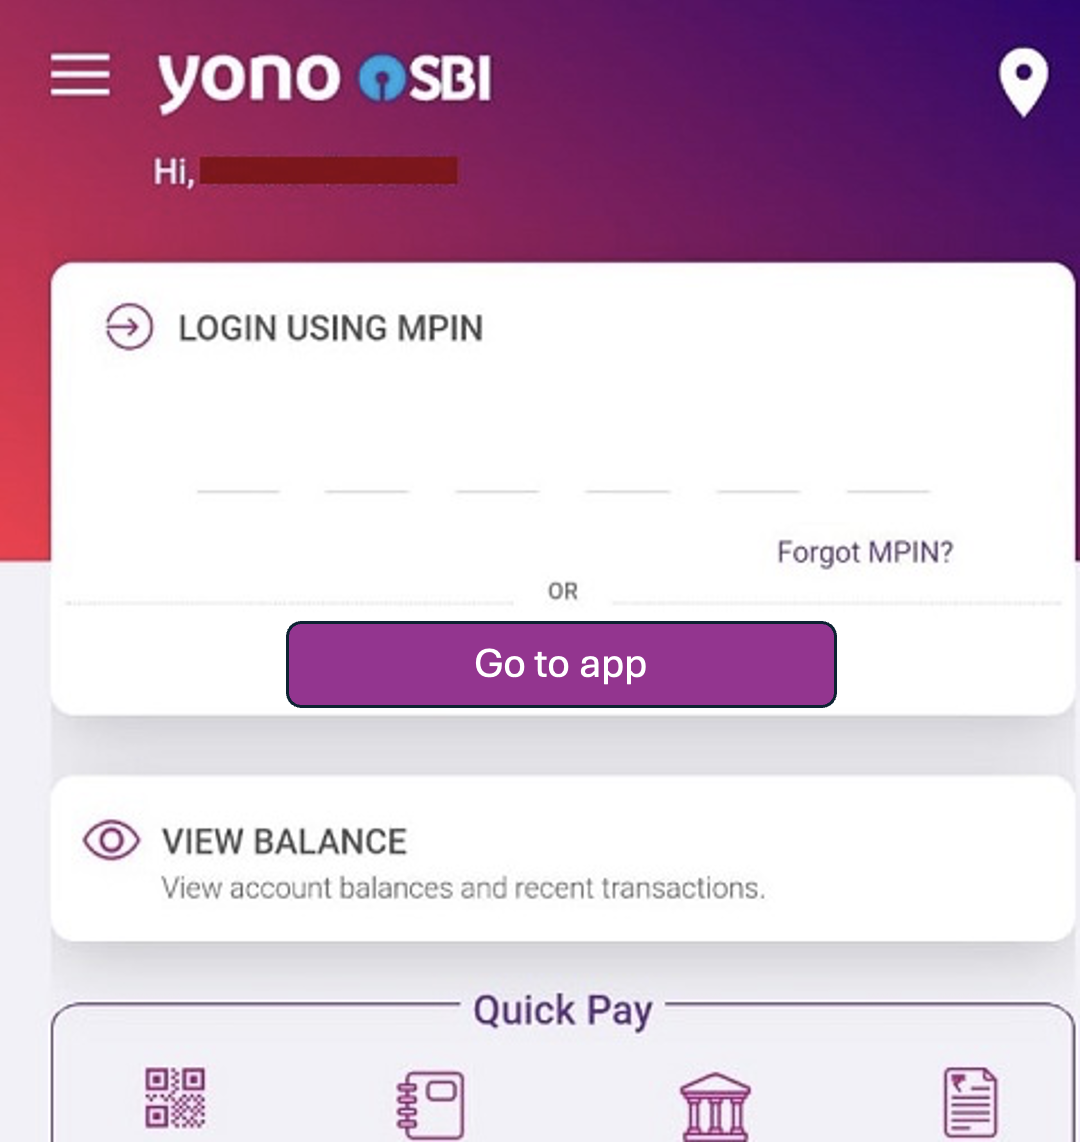 yono SBI
Hi,
LOGIN USING MPIN
Forgot MPIN?
OR
Go to app
VIEW BALANCE
View account balances and recent transactions.
Quick Pay
₹